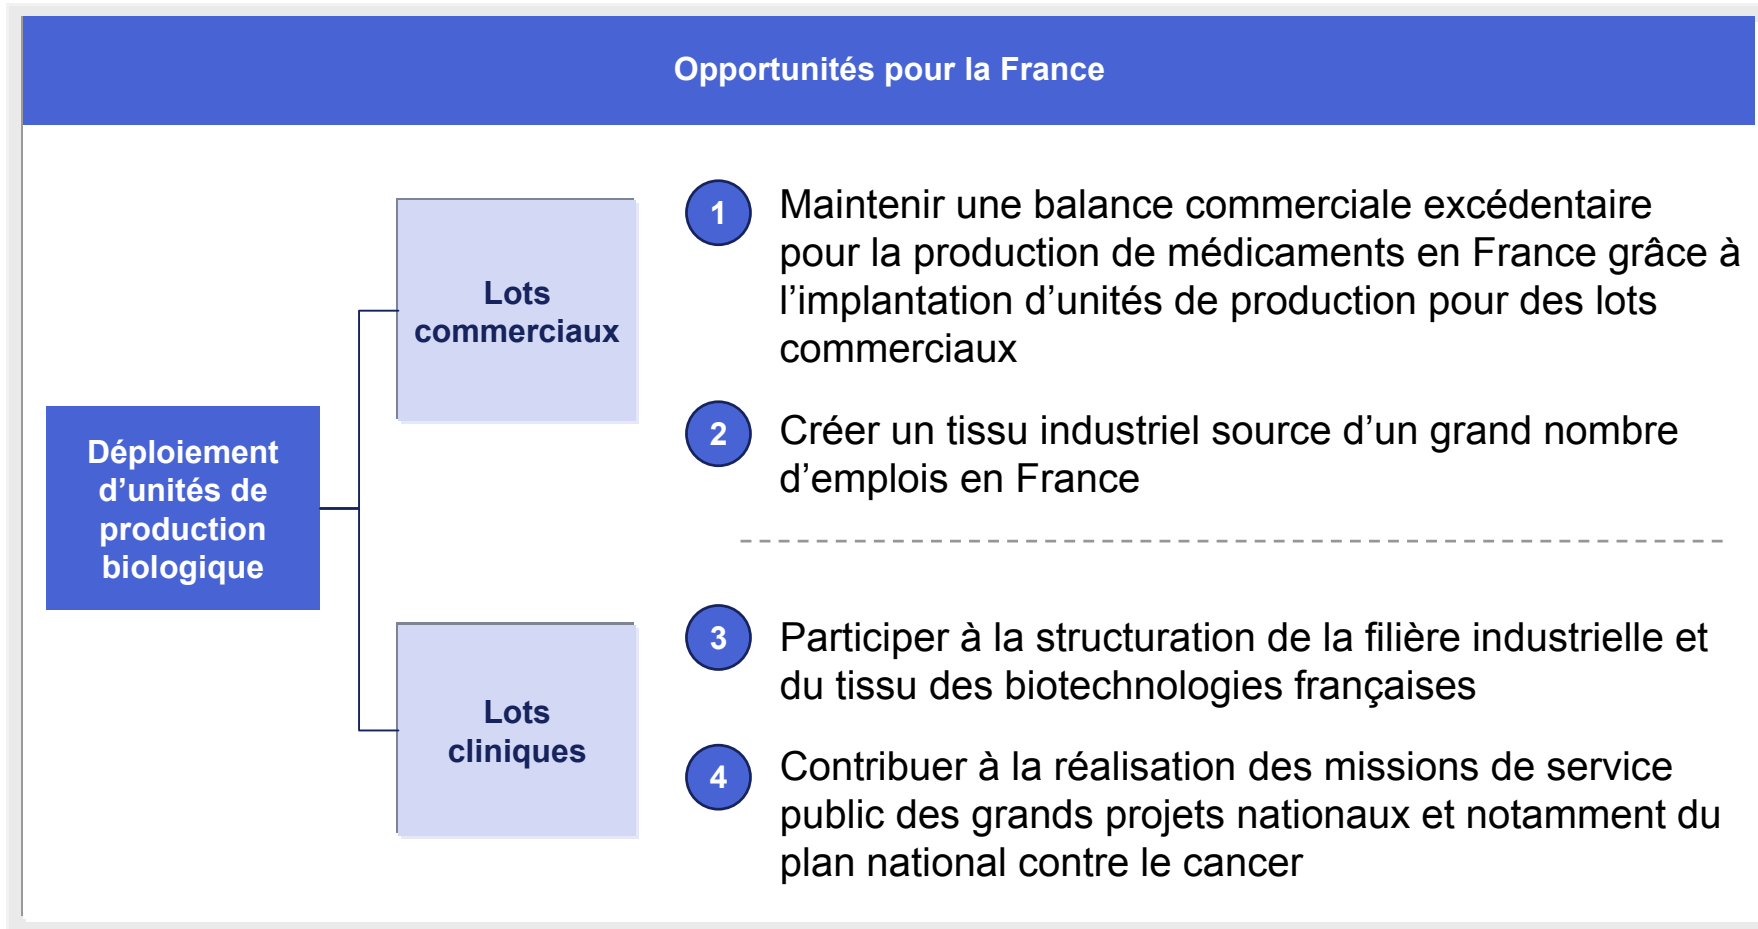 Opportunités pour la France
Déploiement
d’unités de
production
biologique
Lots
commerciaux
1
Maintenir une balance commerciale excédentaire
pour la production de médicaments en France grâce à
l’implantation d’unités de production pour des lots
commerciaux
2
Créer un tissu industriel source d’un grand nombre
d’emplois en France
Lots
cliniques
3
Participer à la structuration de la filière industrielle et
du tissu des biotechnologies françaises
4
Contribuer à la réalisation des missions de service
public des grands projets nationaux et notamment du
plan national contre le cancer